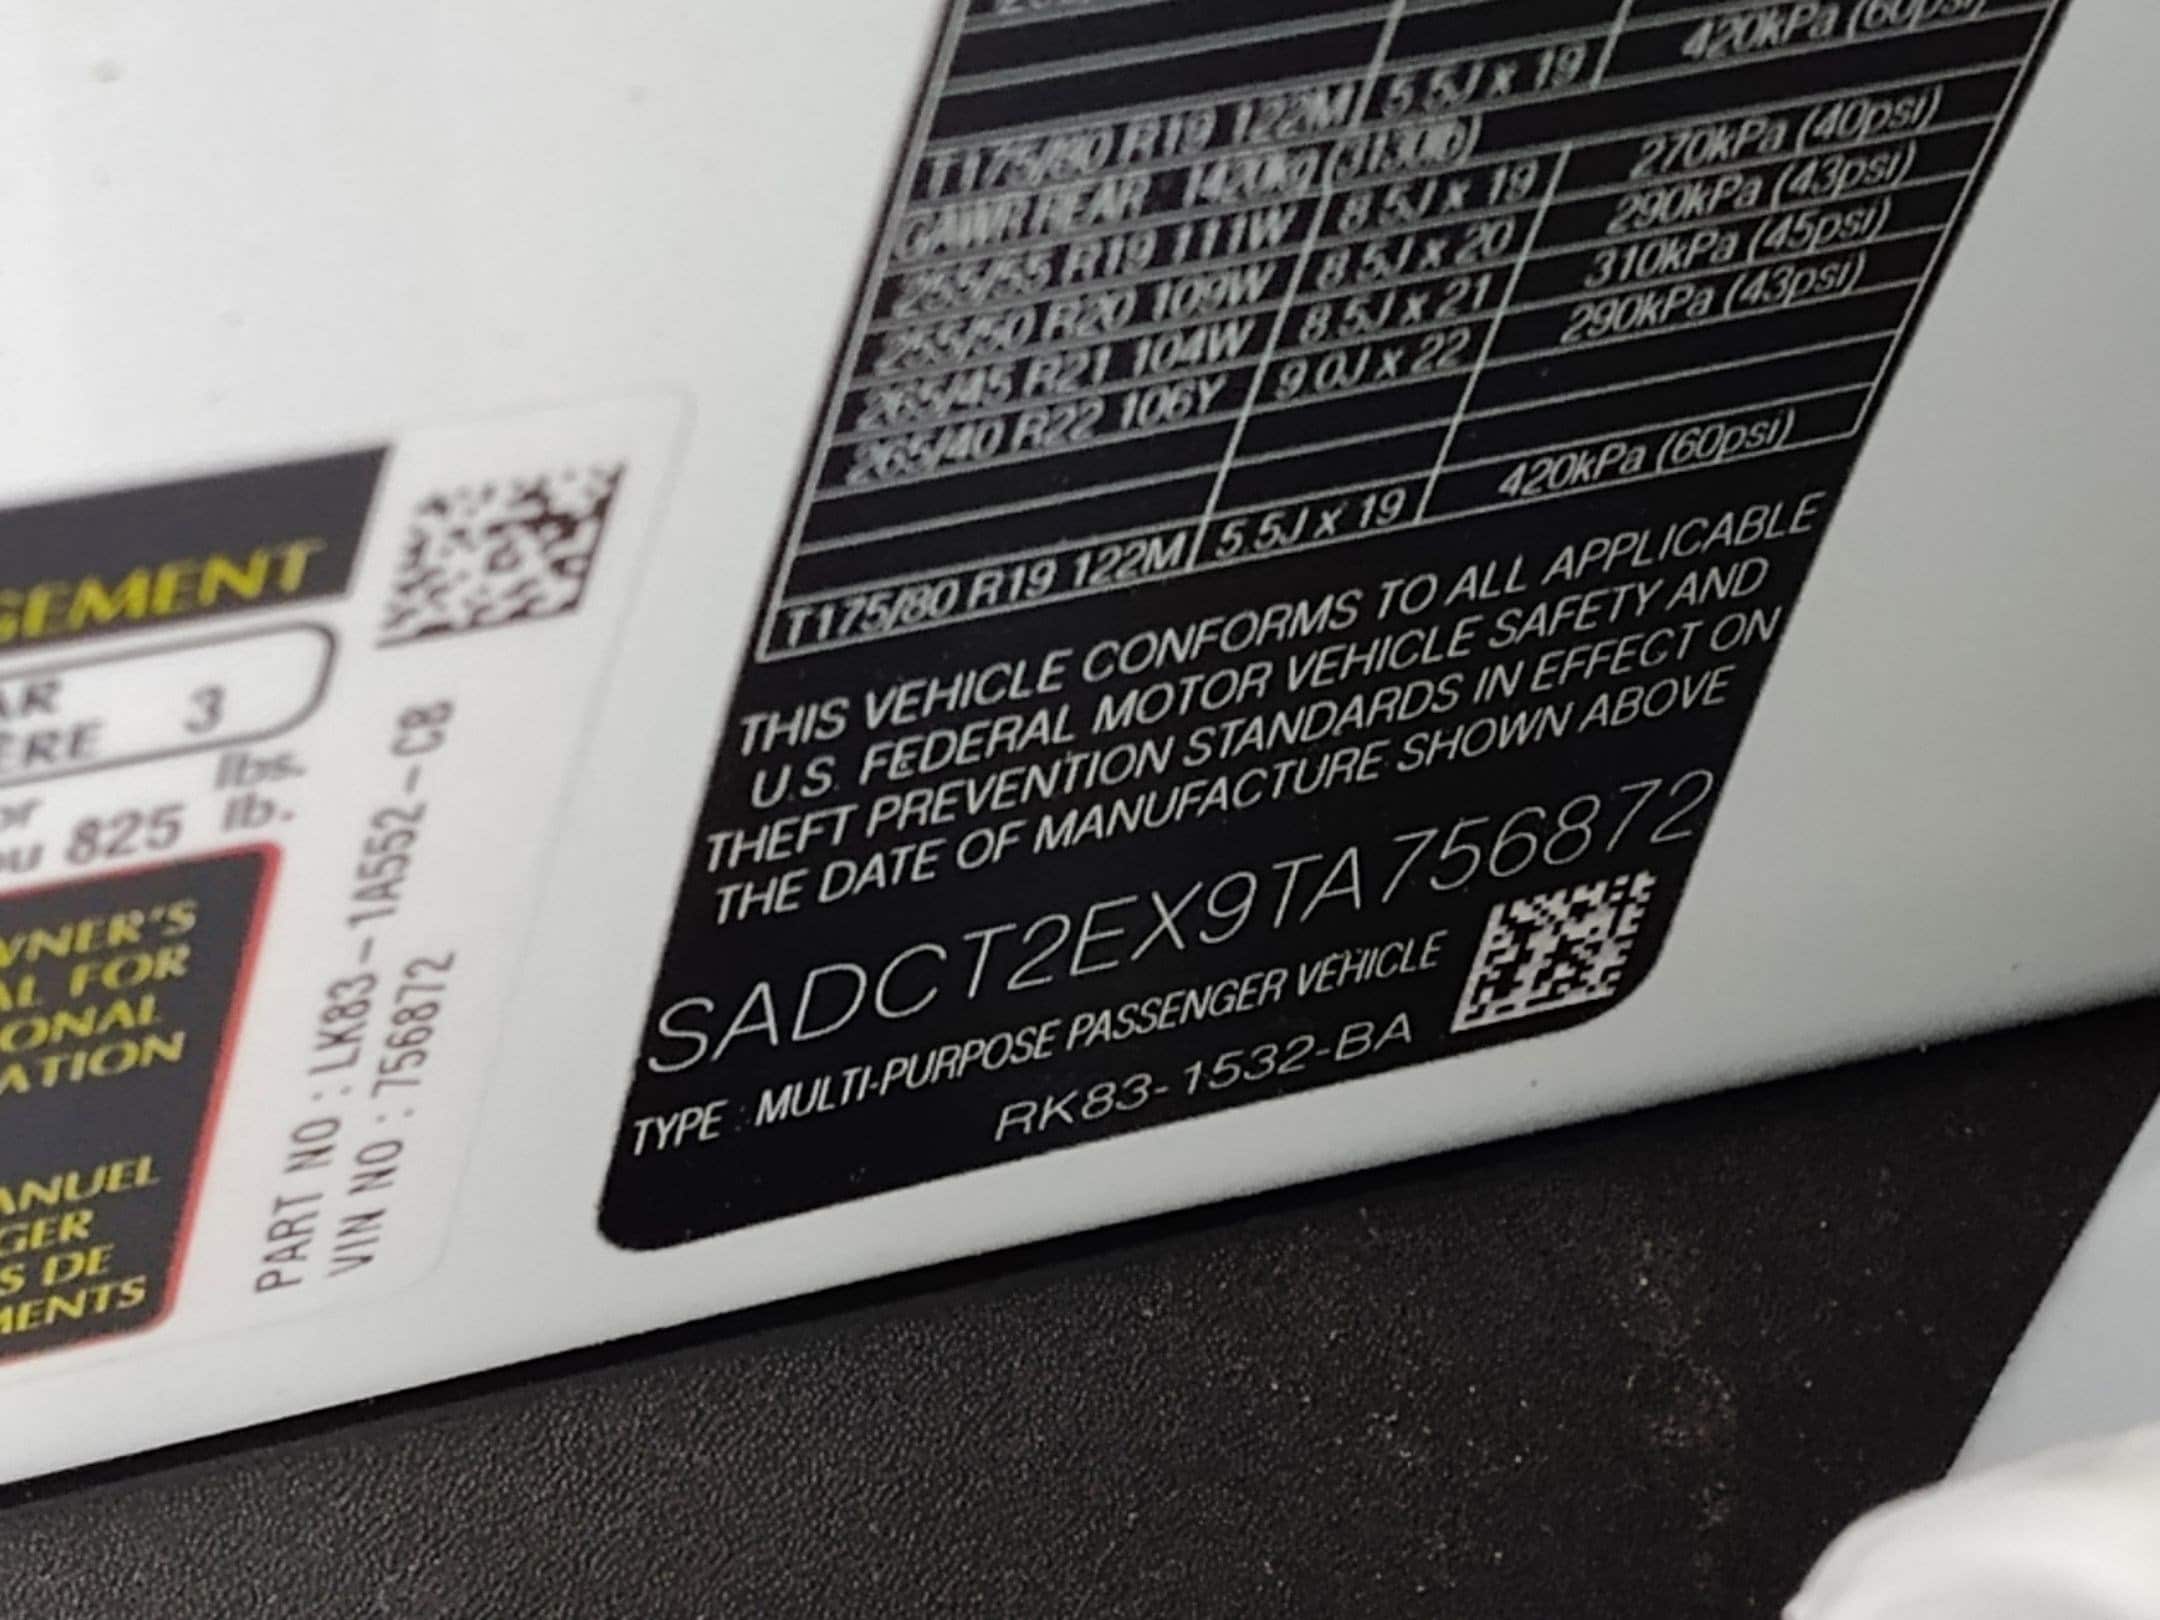 GEMENT
AR 3
ÈRE
lbs.
or
ou 825 lb.
WNER'S
AL FOR
ONAL
ATION
ANUEL
GER
S DE
MENTS
PART NO : LK83-1A552-CB
VIN NO : 756872
420kPa (60psi)
T175/80 R19 122M 5.5J x 19
GAWR REAR 1420kg (3130lb)
255/55 R19 111W 8.5J x 19 270kPa (40psi)
255/50 R20 109W 8.5J x 20 290kPa (43psi)
265/45 R21 104W 8.5J x 21 310kPa (45psi)
265/40 R22 106Y 9.0J x 22 290kPa (43psi)
T175/80 R19 122M 5.5J x 19 420kPa (60psi)
THIS VEHICLE CONFORMS TO ALL APPLICABLE
U.S. FEDERAL MOTOR VEHICLE SAFETY AND
THEFT PREVENTION STANDARDS IN EFFECT ON
THE DATE OF MANUFACTURE SHOWN ABOVE
SADCT2EX9TA756872
TYPE : MULTI-PURPOSE PASSENGER VEHICLE
RK83-1532-BA